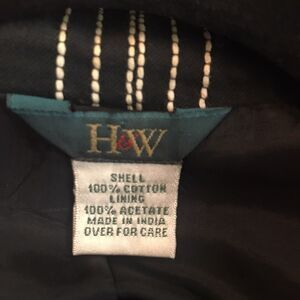 H&W
SHELL
100% COTTON
LINING
100% ACETATE
MADE IN INDIA
OVER FOR CARE